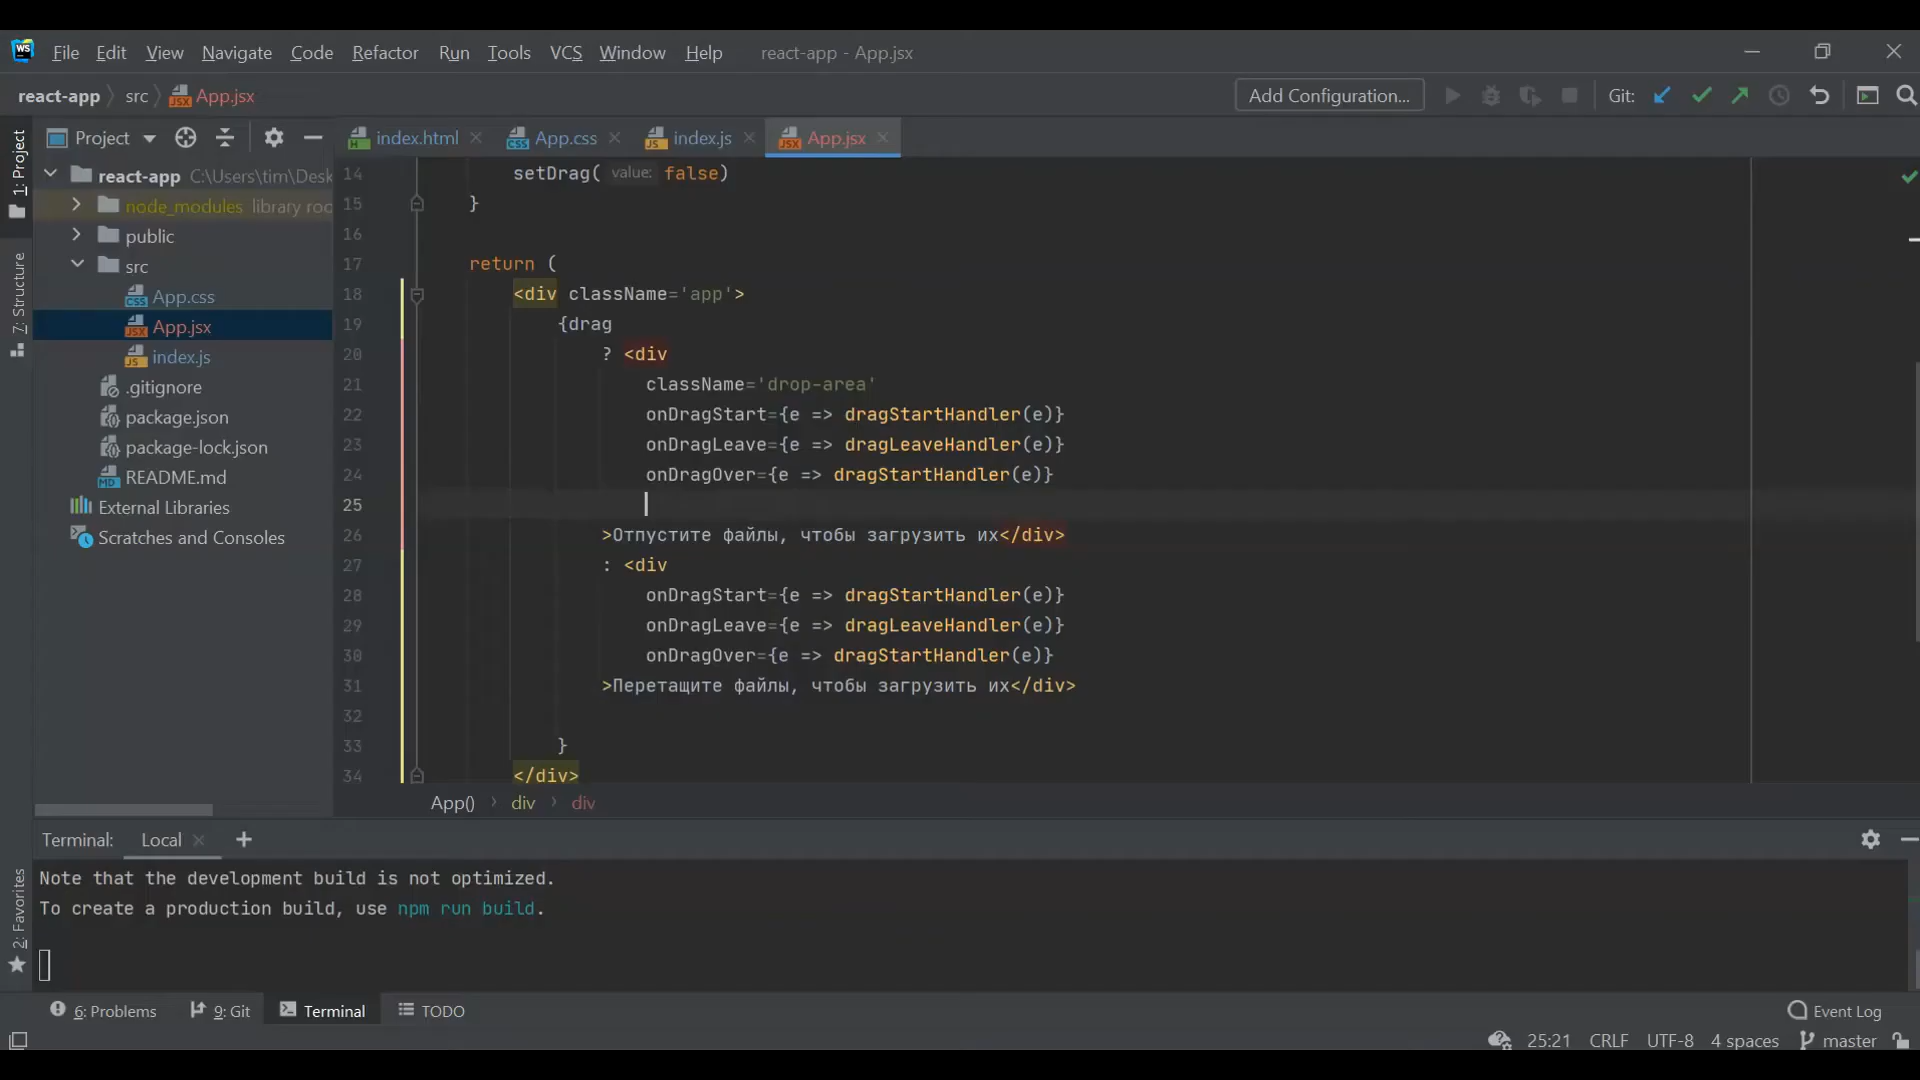 File Edit View Navigate Code Refactor Run Tools VCS Window Help react-app - App.jsx
react-app src App.jsx Add Configuration... Git:
1: Project
Project
index.html App.css index.js App.jsx
react-app C:\Users\tim\Desk
node_modules library roo
public
src
App.css
App.jsx
index.js
.gitignore
package.json
package-lock.json
README.md
External Libraries
Scratches and Consoles
7: Structure
2: Favorites
14 setDrag( value: false)
15 }
16
17 return (
18 <div className='app'>
19 {drag
20 ? <div
21 className='drop-area'
22 onDragStart={e => dragStartHandler(e)}
23 onDragLeave={e => dragLeaveHandler(e)}
24 onDragOver={e => dragStartHandler(e)}
25
26 >Отпустите файлы, чтобы загрузить их</div>
27 : <div
28 onDragStart={e => dragStartHandler(e)}
29 onDragLeave={e => dragLeaveHandler(e)}
30 onDragOver={e => dragStartHandler(e)}
31 >Перетащите файлы, чтобы загрузить их</div>
32
33 }
34 </div>
App() › div › div
Terminal: Local
Note that the development build is not optimized.
To create a production build, use npm run build.
6: Problems 9: Git Terminal TODO Event Log
25:21 CRLF UTF-8 4 spaces master